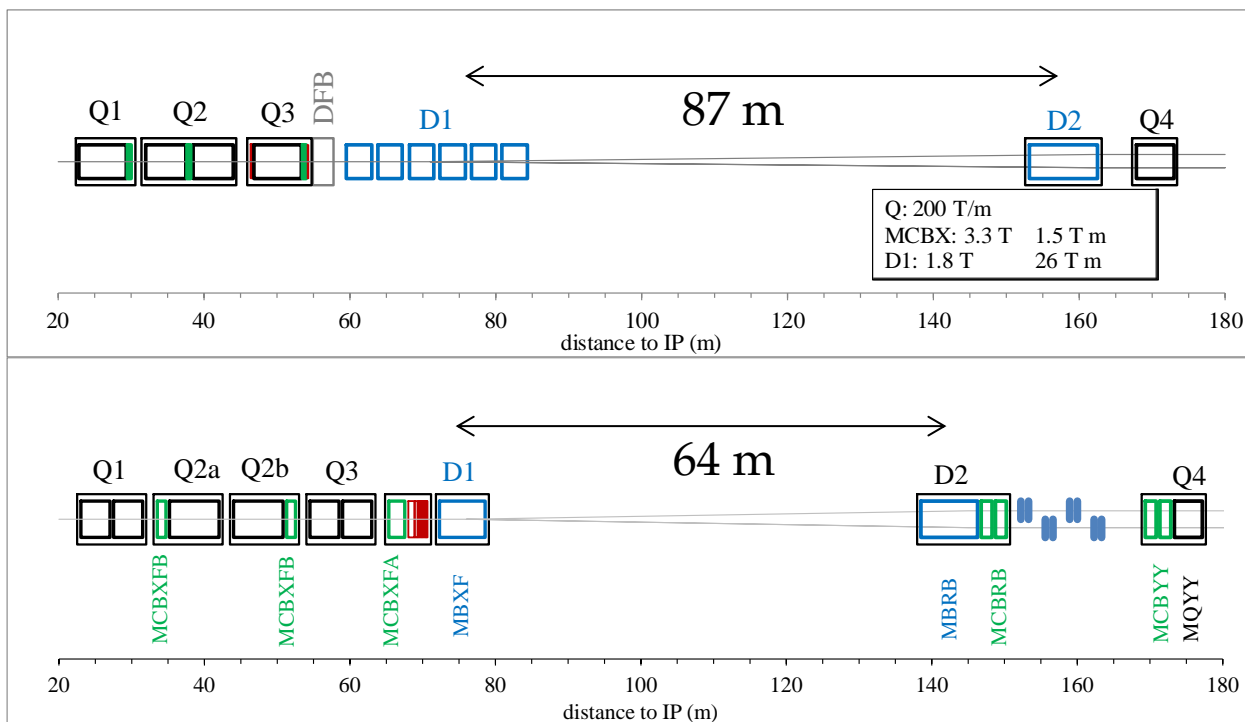 Q1 Q2 Q3 DFB D1 87 m D2 Q4
Q: 200 T/m
MCBX: 3.3 T 1.5 T m
D1: 1.8 T 26 T m
20 40 60 80 100 120 140 160 180
distance to IP (m)
Q1 Q2a Q2b Q3 D1 64 m D2 Q4
MCBXFB MCBXFB MCBXFA MBXF MBRB MCBRB MCBYY MQYY
20 40 60 80 100 120 140 160 180
distance to IP (m)